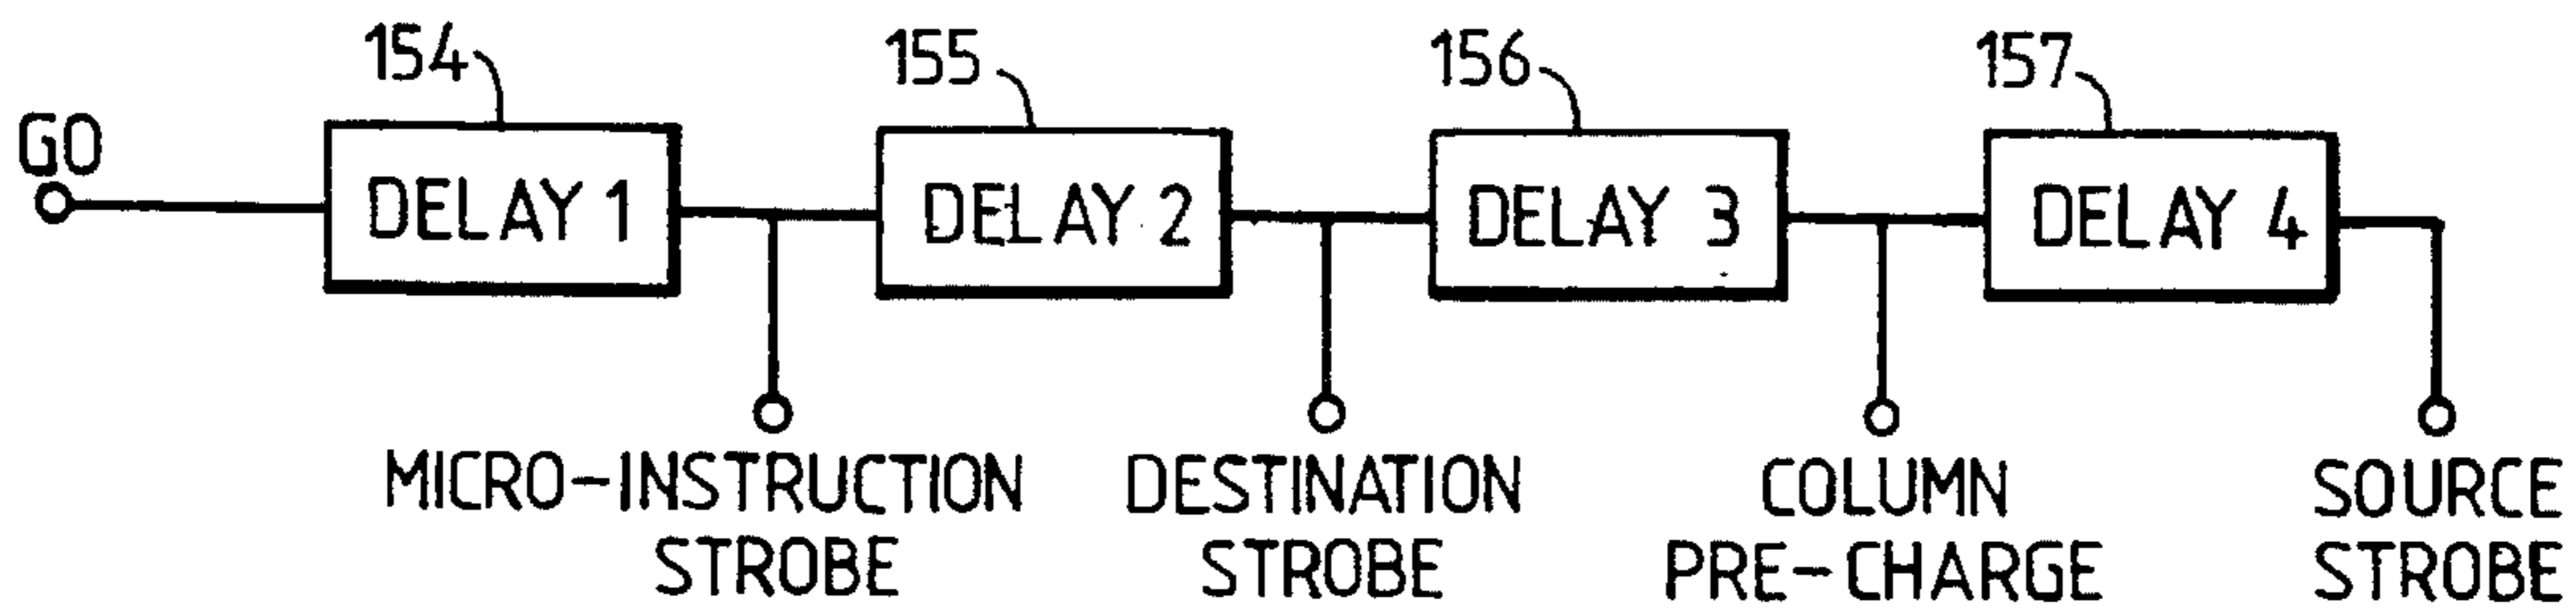 154
155
156
157
GO
DELAY 1
DELAY 2
DELAY 3
DELAY 4
MICRO-INSTRUCTION
STROBE
DESTINATION
STROBE
COLUMN
PRE-CHARGE
SOURCE
STROBE